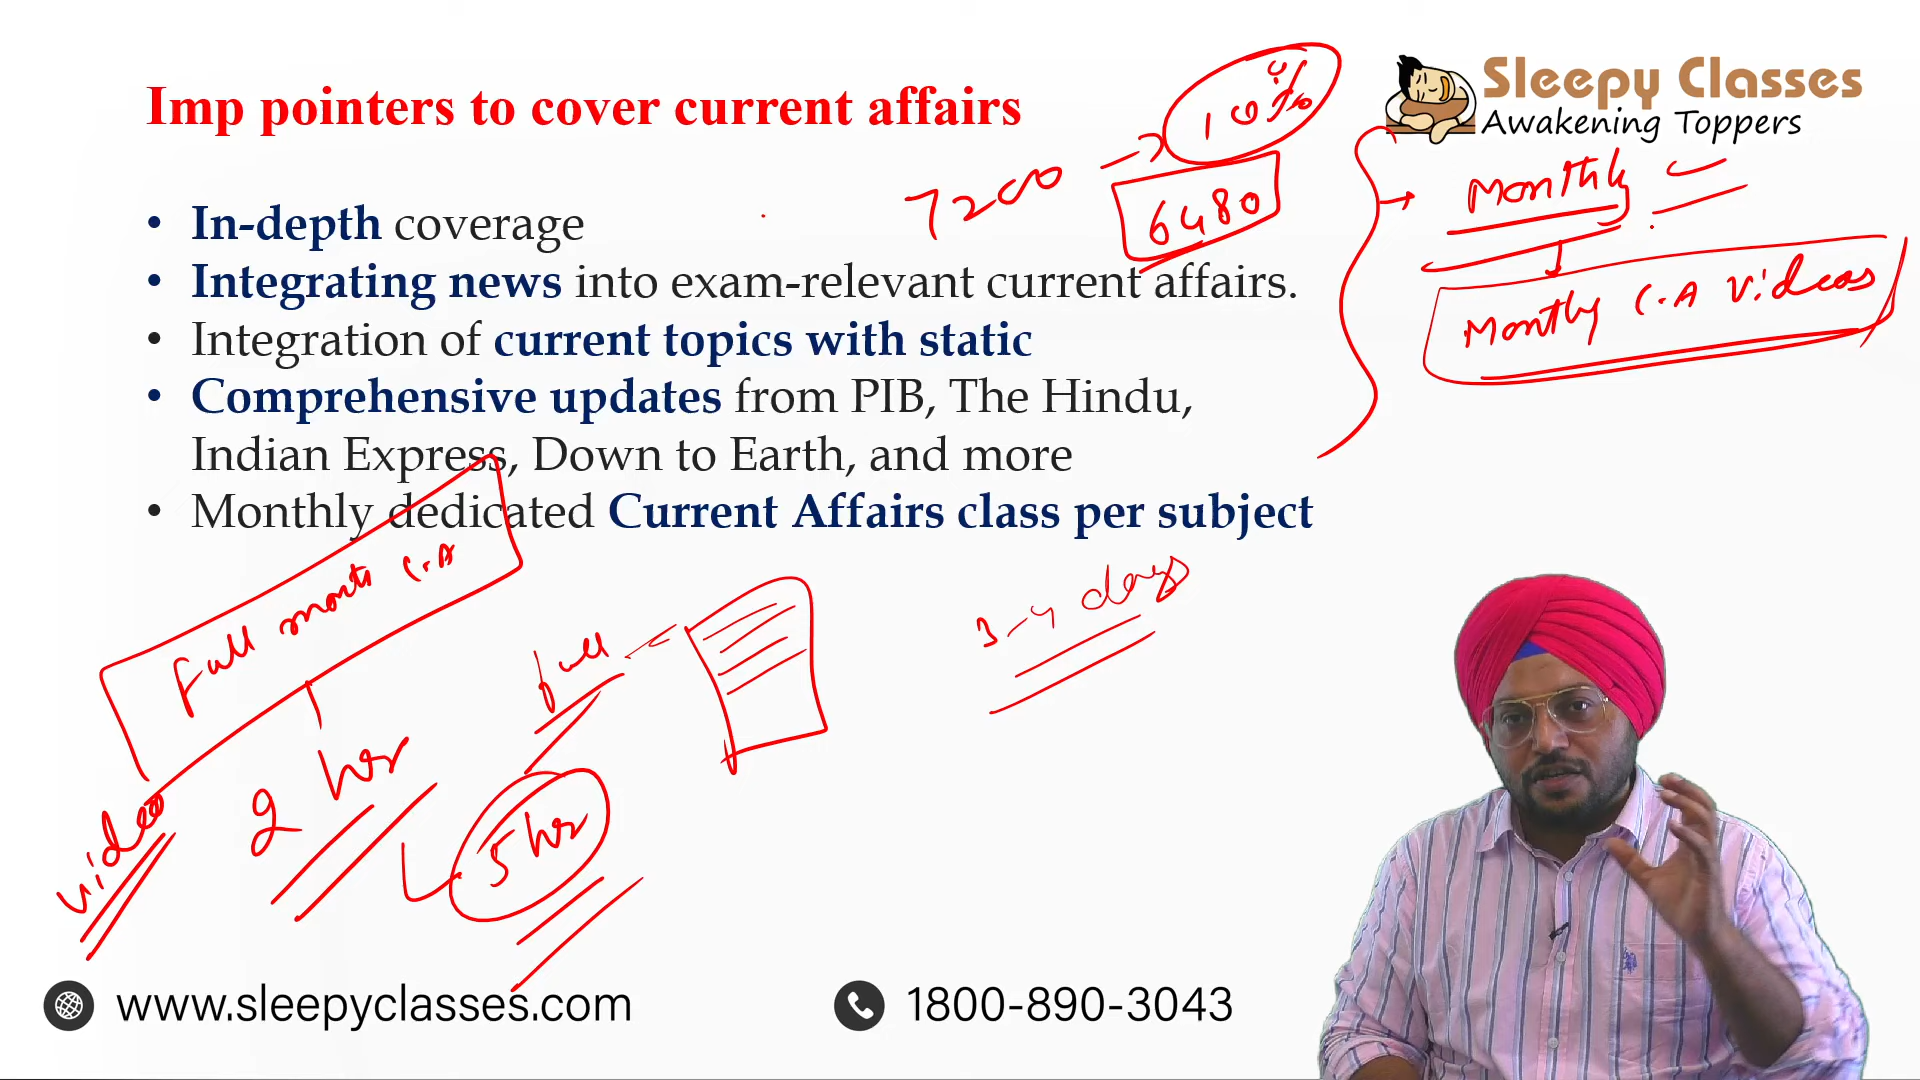 Imp pointers to cover current affairs
Sleepy Classes
Awakening Toppers
7200
10%
6480
Monthly
Monthly C.A Videos
• In-depth coverage
• Integrating news into exam-relevant current affairs.
• Integration of current topics with static
• Comprehensive updates from PIB, The Hindu,
Indian Express, Down to Earth, and more
• Monthly dedicated Current Affairs class per subject
Full month C.A
full
3-4 days
video
2 hr
5 hr
www.sleepyclasses.com
1800-890-3043